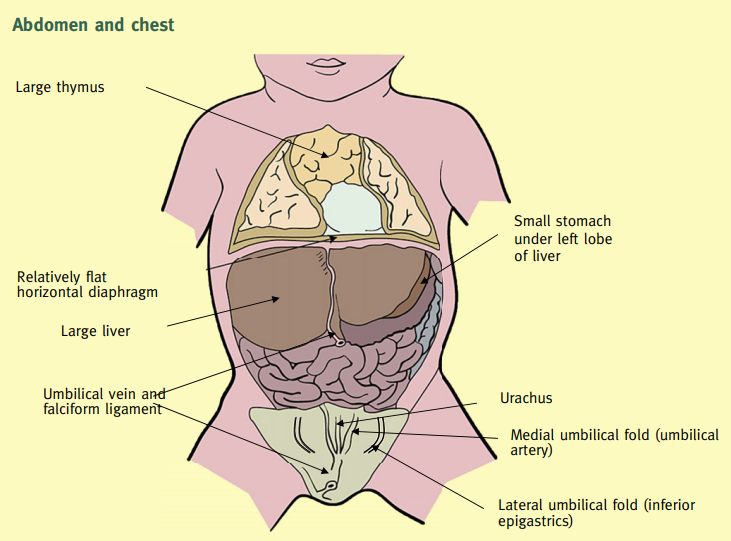 Abdomen and chest
Large thymus
Small stomach
under left lobe
of liver
Relatively flat
horizontal diaphragm
Large liver
Umbilical vein and
falciform ligament
Urachus
Medial umbilical fold (umbilical
artery)
Lateral umbilical fold (inferior
epigastrics)